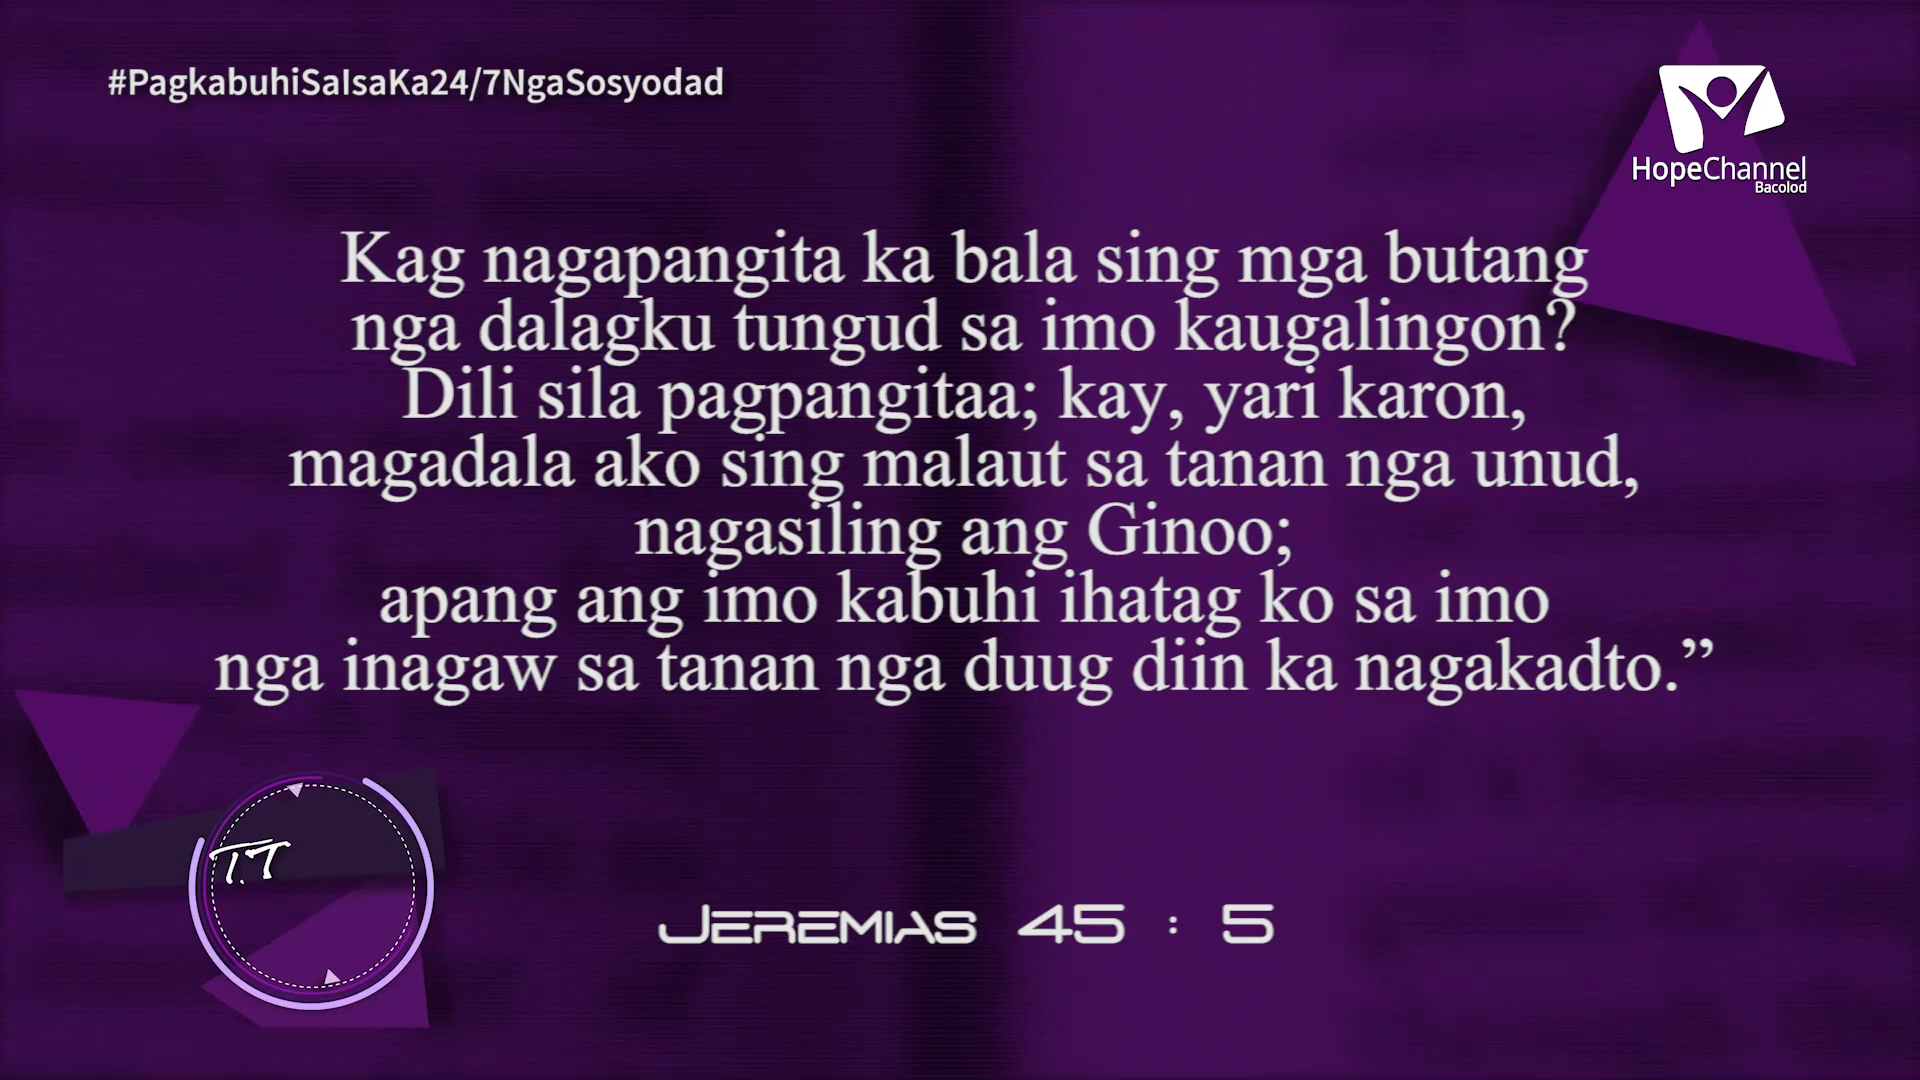 #PagkabuhiSaIsaKa24/7NgaSosyodad
HopeChannel
Bacolod
Kag nagapangita ka bala sing mga butang
nga dalagku tungud sa imo kaugalingon?
Dili sila pagpangitaa; kay, yari karon,
magadala ako sing malaut sa tanan nga unud,
nagasiling ang Ginoo;
apang ang imo kabuhi ihatag ko sa imo
nga inagaw sa tanan nga duug diin ka nagakadto.”
T.T
Jeremias 45 : 5